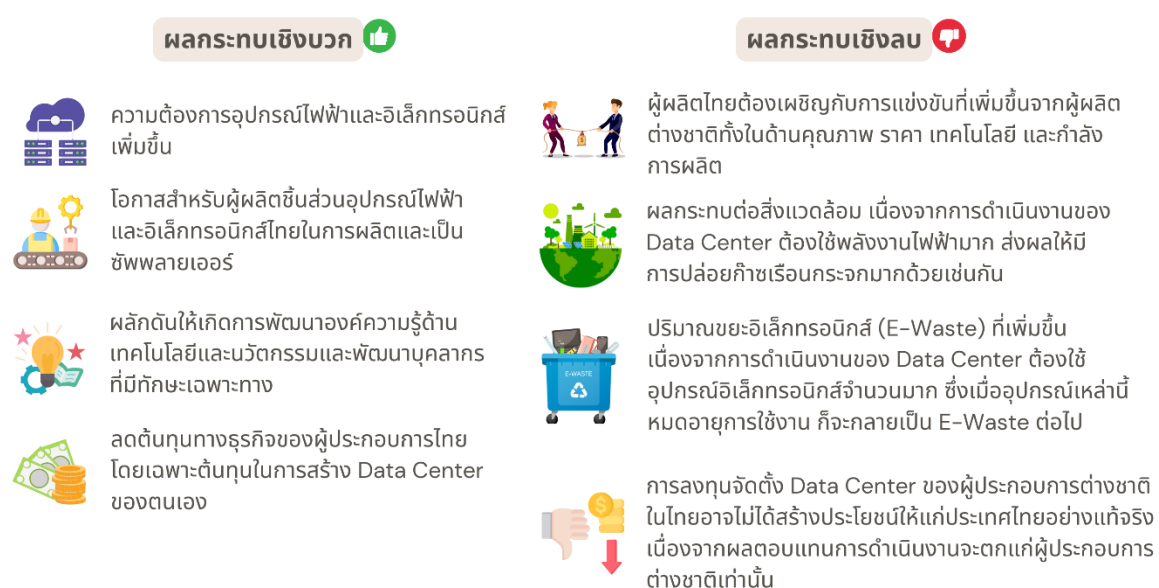 ผลกระทบเชิงบวก
ความต้องการอุปกรณ์ไฟฟ้าและอิเล็กทรอนิกส์
เพิ่มขึ้น
โอกาสสำหรับผู้ผลิตชิ้นส่วนอุปกรณ์ไฟฟ้า
และอิเล็กทรอนิกส์ไทยในการผลิตและเป็น
ซัพพลายเออร์
ผลักดันให้เกิดการพัฒนาองค์ความรู้ด้าน
เทคโนโลยีและนวัตกรรมและพัฒนาบุคลากร
ที่มีทักษะเฉพาะทาง
ลดต้นทุนทางธุรกิจของผู้ประกอบการไทย
โดยเฉพาะต้นทุนในการสร้าง Data Center
ของตนเอง
ผลกระทบเชิงลบ
ผู้ผลิตไทยต้องเผชิญกับการแข่งขันที่เพิ่มขึ้นจากผู้ผลิต
ต่างชาติทั้งในด้านคุณภาพ ราคา เทคโนโลยี และกำลัง
การผลิต
ผลกระทบต่อสิ่งแวดล้อม เนื่องจากการดำเนินงานของ
Data Center ต้องใช้พลังงานไฟฟ้ามาก ส่งผลให้มี
การปล่อยก๊าซเรือนกระจกมากด้วยเช่นกัน
ปริมาณขยะอิเล็กทรอนิกส์ (E-Waste) ที่เพิ่มขึ้น
เนื่องจากการดำเนินงานของ Data Center ต้องใช้
อุปกรณ์อิเล็กทรอนิกส์จำนวนมาก ซึ่งเมื่ออุปกรณ์เหล่านี้
หมดอายุการใช้งาน ก็จะกลายเป็น E-Waste ต่อไป
E-WASTE
การลงทุนจัดตั้ง Data Center ของผู้ประกอบการต่างชาติ
ในไทยอาจไม่ได้สร้างประโยชน์ให้แก่ประเทศไทยอย่างแท้จริง
เนื่องจากผลตอบแทนการดำเนินงานจะตกแก่ผู้ประกอบการ
ต่างชาติเท่านั้น